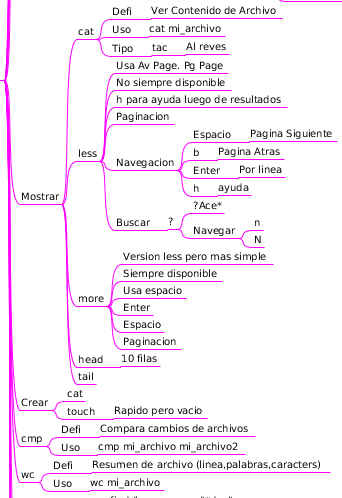 Defi Ver Contenido de Archivo
cat
Uso cat mi_archivo
Tipo tac Al reves
Usa Av Page. Pg Page
No siempre disponible
h para ayuda luego de resultados
Paginacion
less
Navegacion
Espacio Pagina Siguiente
b Pagina Atras
Enter Por linea
h ayuda
Mostrar
Buscar ?
?Ace*
Navegar
n
N
Version less pero mas simple
Siempre disponible
Usa espacio
more
Enter
Espacio
Paginacion
head 10 filas
tail
Crear
cat
touch Rapido pero vacio
cmp
Defi Compara cambios de archivos
Uso cmp mi_archivo mi_archivo2
wc
Defi Resumen de archivo (linea,palabras,caracters)
Uso wc mi_archivo